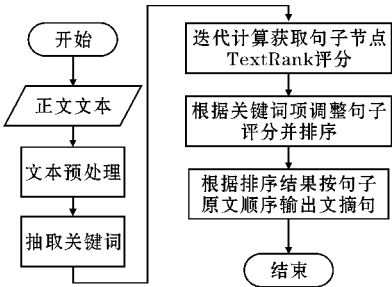 开始
正文文本
文本预处理
抽取关键词
迭代计算获取句子节点
TextRank评分
根据关键词项调整句子
评分并排序
根据排序结果按句子
原文顺序输出文摘句
结束